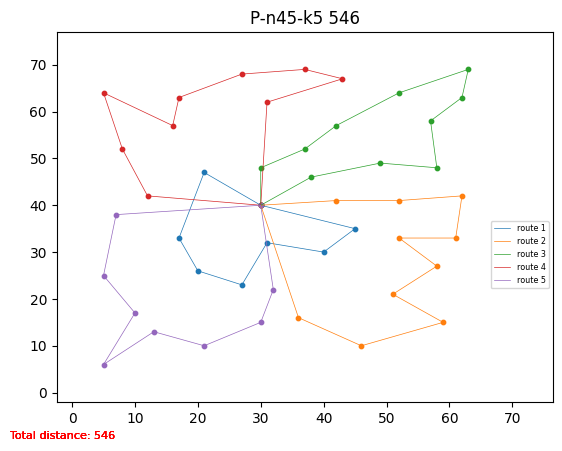 P-n45-k5 546
70
60
50
40
30
20
10
0
route 1
route 2
route 3
route 4
route 5
0 10 20 30 40 50 60 70
Total distance: 546